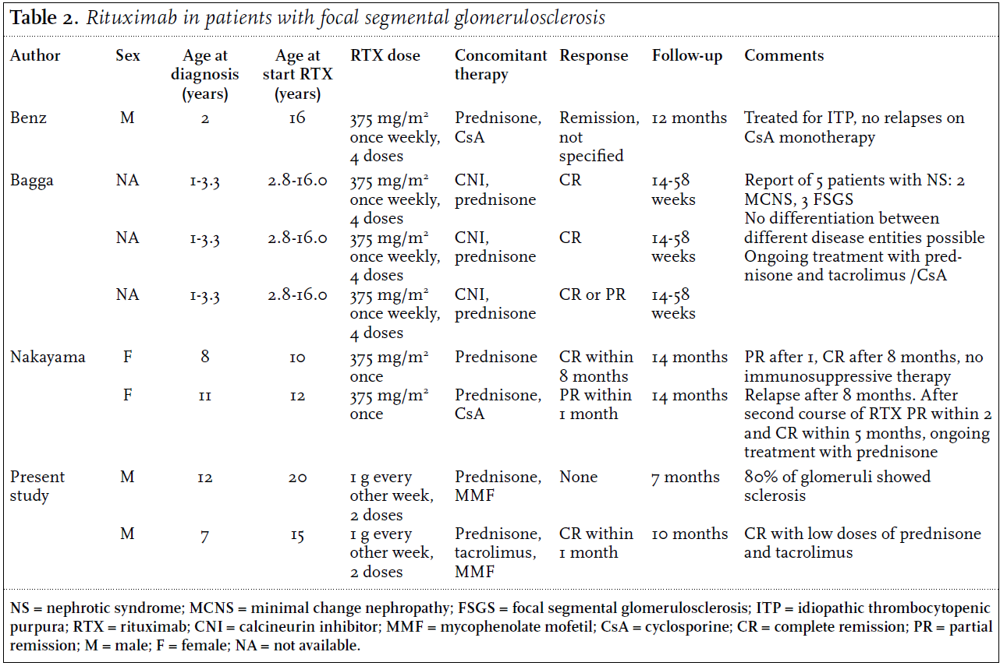 Table 2. Rituximab in patients with focal segmental glomerulosclerosis
Author Sex Age at diagnosis (years) Age at start RTX (years) RTX dose Concomitant therapy Response Follow-up Comments
Benz M 2 16 375 mg/m² Prednisone, Remission, 12 months Treated for ITP, no relapses on
once weekly, CsA not CsA monotherapy
4 doses specified
Bagga NA 1-3.3 2.8-16.0 375 mg/m² CNI, CR 14-58 Report of 5 patients with NS: 2
once weekly, prednisone weeks MCNS, 3 FSGS
4 doses No differentiation between
NA 1-3.3 2.8-16.0 375 mg/m² CNI, CR 14-58 different disease entities possible
once weekly, prednisone weeks Ongoing treatment with pred-
4 doses nisone and tacrolimus /CsA
NA 1-3.3 2.8-16.0 375 mg/m² CNI, CR or PR 14-58
once weekly, prednisone weeks
4 doses
Nakayama F 8 10 375 mg/m² Prednisone CR within 14 months PR after 1, CR after 8 months, no
once 8 months immunosuppressive therapy
F 11 12 375 mg/m² Prednisone, PR within 14 months Relapse after 8 months. After
once CsA 1 month second course of RTX PR within 2
and CR within 5 months, ongoing
treatment with prednisone
Present M 12 20 1 g every Prednisone, None 7 months 80% of glomeruli showed
study other week, MMF sclerosis
2 doses
M 7 15 1 g every Prednisone, CR within 10 months CR with low doses of prednisone
other week, tacrolimus, 1 month and tacrolimus
2 doses MMF
NS = nephrotic syndrome; MCNS = minimal change nephropathy; FSGS = focal segmental glomerulosclerosis; ITP = idiopathic thrombocytopenic
purpura; RTX = rituximab; CNI = calcineurin inhibitor; MMF = mycophenolate mofetil; CsA = cyclosporine; CR = complete remission; PR = partial
remission; M = male; F = female; NA = not available.